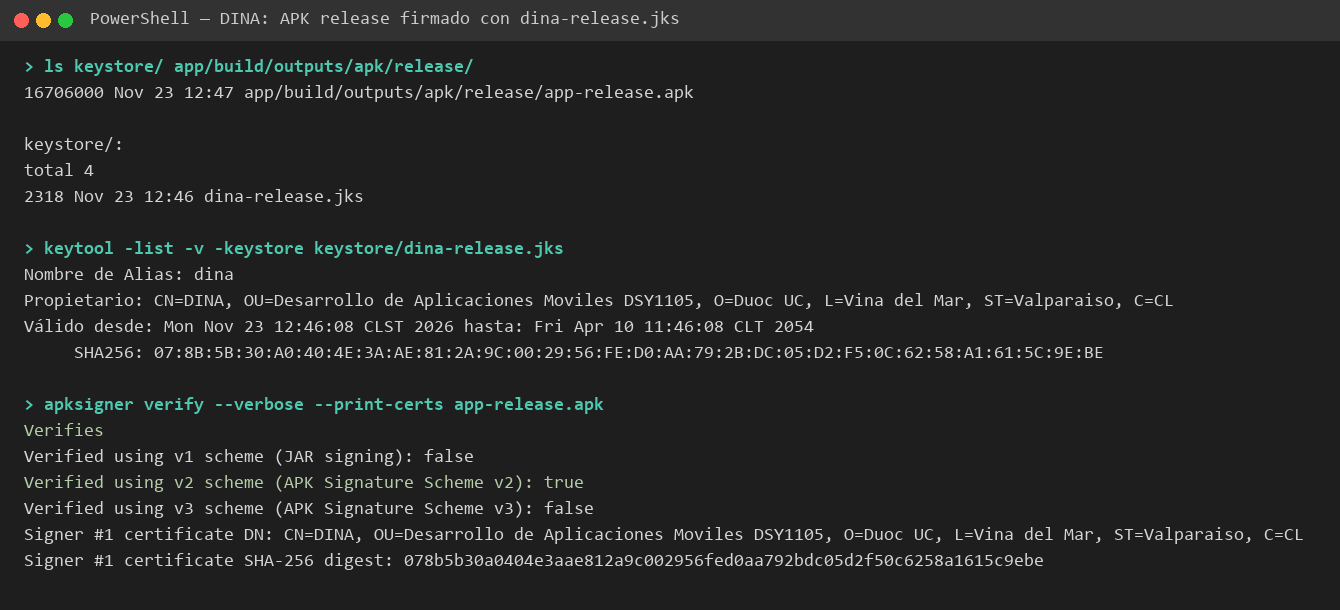 PowerShell — DINA: APK release firmado con dina-release.jks
> ls keystore/ app/build/outputs/apk/release/
16706000 Nov 23 12:47 app/build/outputs/apk/release/app-release.apk
keystore/:
total 4
2318 Nov 23 12:46 dina-release.jks
> keytool -list -v -keystore keystore/dina-release.jks
Nombre de Alias: dina
Propietario: CN=DINA, OU=Desarrollo de Aplicaciones Moviles DSY1105, O=Duoc UC, L=Vina del Mar, ST=Valparaiso, C=CL
Válido desde: Mon Nov 23 12:46:08 CLST 2026 hasta: Fri Apr 10 11:46:08 CLT 2054
SHA256: 07:8B:5B:30:A0:40:4E:3A:AE:81:2A:9C:00:29:56:FE:D0:AA:79:2B:DC:05:D2:F5:0C:62:58:A1:61:5C:9E:BE
> apksigner verify --verbose --print-certs app-release.apk
Verifies
Verified using v1 scheme (JAR signing): false
Verified using v2 scheme (APK Signature Scheme v2): true
Verified using v3 scheme (APK Signature Scheme v3): false
Signer #1 certificate DN: CN=DINA, OU=Desarrollo de Aplicaciones Moviles DSY1105, O=Duoc UC, L=Vina del Mar, ST=Valparaiso, C=CL
Signer #1 certificate SHA-256 digest: 078b5b30a0404e3aae812a9c002956fed0aa792bdc05d2f50c6258a1615c9ebe